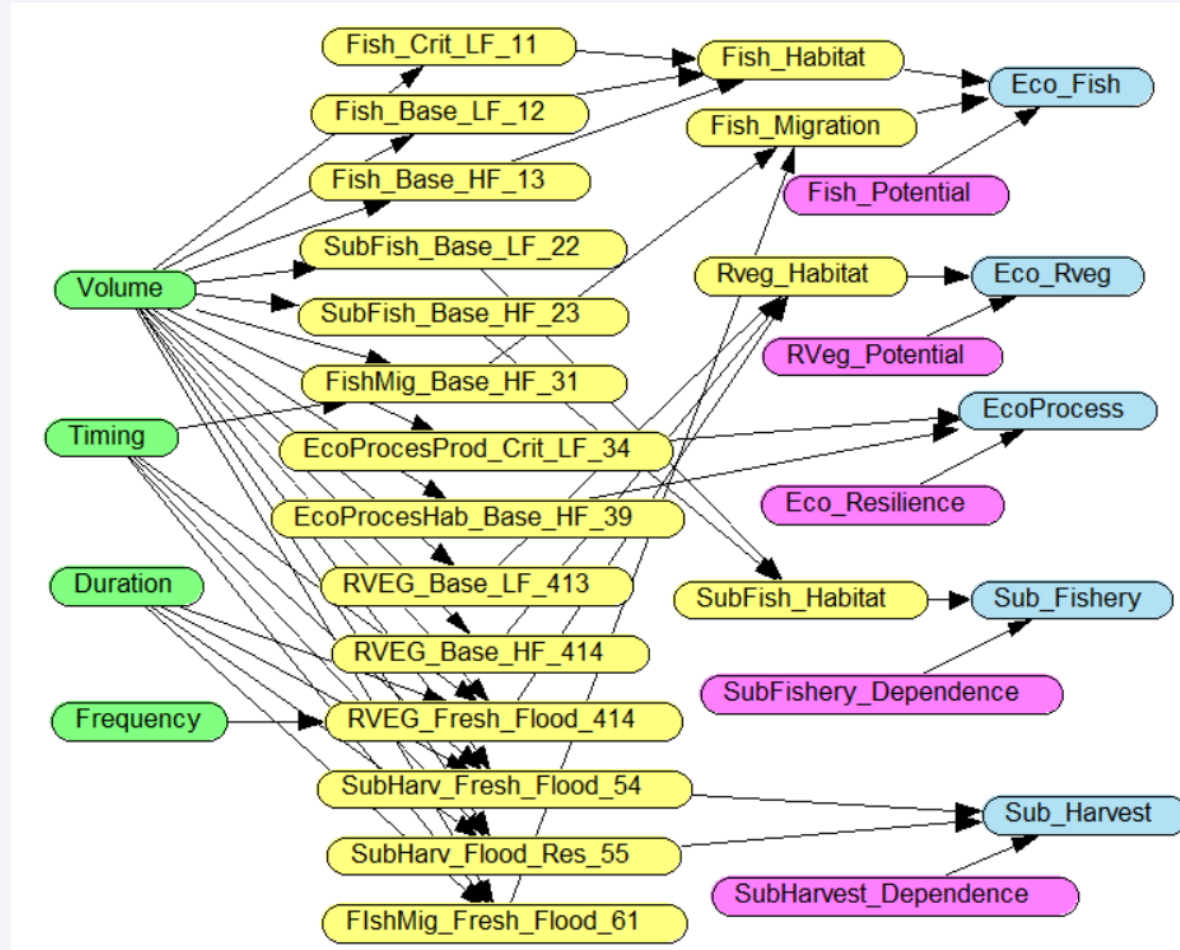 Fish_Crit_LF_11
Fish_Habitat
Eco_Fish
Fish_Base_LF_12
Fish_Migration
Fish_Base_HF_13
Fish_Potential
SubFish_Base_LF_22
Volume
Rveg_Habitat
Eco_Rveg
SubFish_Base_HF_23
RVeg_Potential
FishMig_Base_HF_31
EcoProcess
Timing
EcoProcesProd_Crit_LF_34
Eco_Resilience
EcoProcesHab_Base_HF_39
Duration
RVEG_Base_LF_413
SubFish_Habitat
Sub_Fishery
RVEG_Base_HF_414
SubFishery_Dependence
Frequency
RVEG_Fresh_Flood_414
SubHarv_Fresh_Flood_54
Sub_Harvest
SubHarv_Flood_Res_55
SubHarvest_Dependence
FIshMig_Fresh_Flood_61